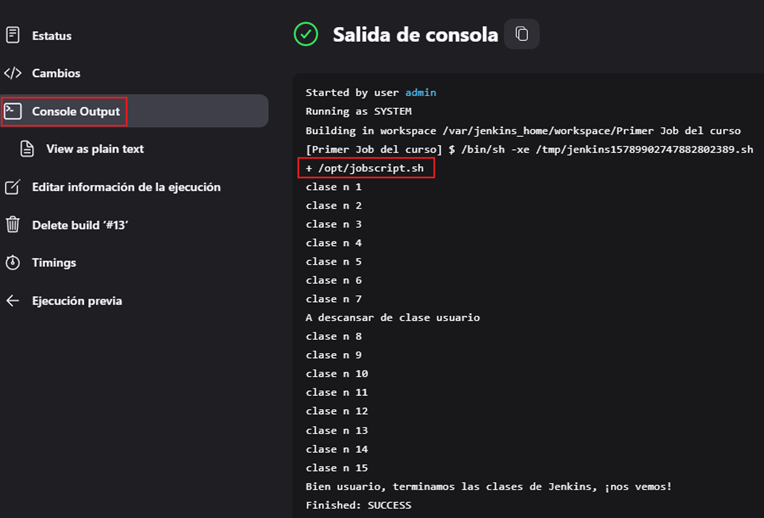 Estatus
Cambios
Console Output
View as plain text
Editar información de la ejecución
Delete build ‘#13’
Timings
Ejecución previa
Salida de consola
Started by user admin
Running as SYSTEM
Building in workspace /var/jenkins_home/workspace/Primer Job del curso
[Primer Job del curso] $ /bin/sh -xe /tmp/jenkins15789902747882802389.sh
+ /opt/jobscript.sh
clase n 1
clase n 2
clase n 3
clase n 4
clase n 5
clase n 6
clase n 7
A descansar de clase usuario
clase n 8
clase n 9
clase n 10
clase n 11
clase n 12
clase n 13
clase n 14
clase n 15
Bien usuario, terminamos las clases de Jenkins, ¡nos vemos!
Finished: SUCCESS